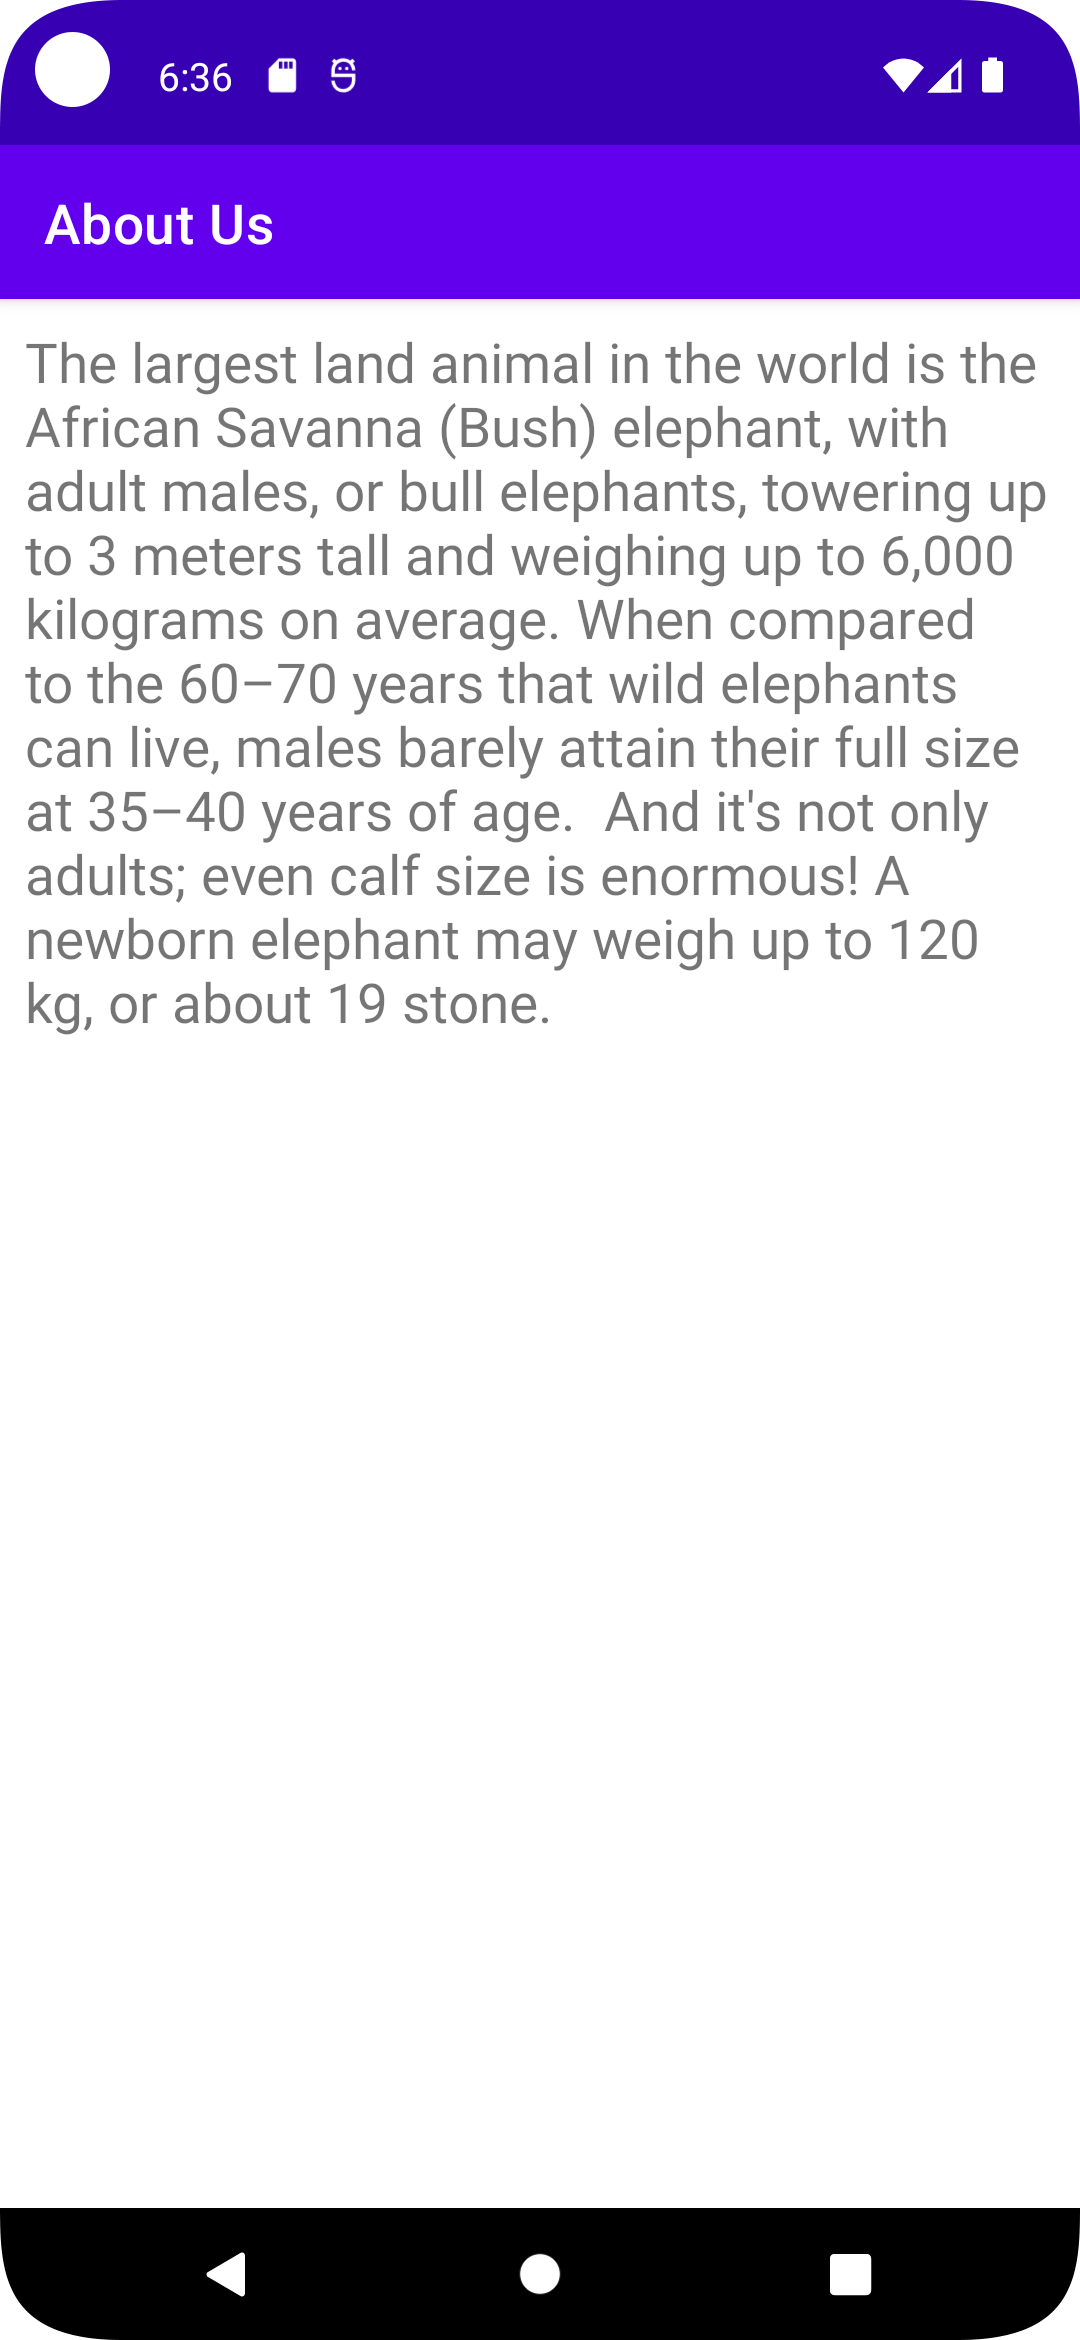 6:36
About Us
The largest land animal in the world is the
African Savanna (Bush) elephant, with
adult males, or bull elephants, towering up
to 3 meters tall and weighing up to 6,000
kilograms on average. When compared
to the 60–70 years that wild elephants
can live, males barely attain their full size
at 35–40 years of age.  And it's not only
adults; even calf size is enormous! A
newborn elephant may weigh up to 120
kg, or about 19 stone.